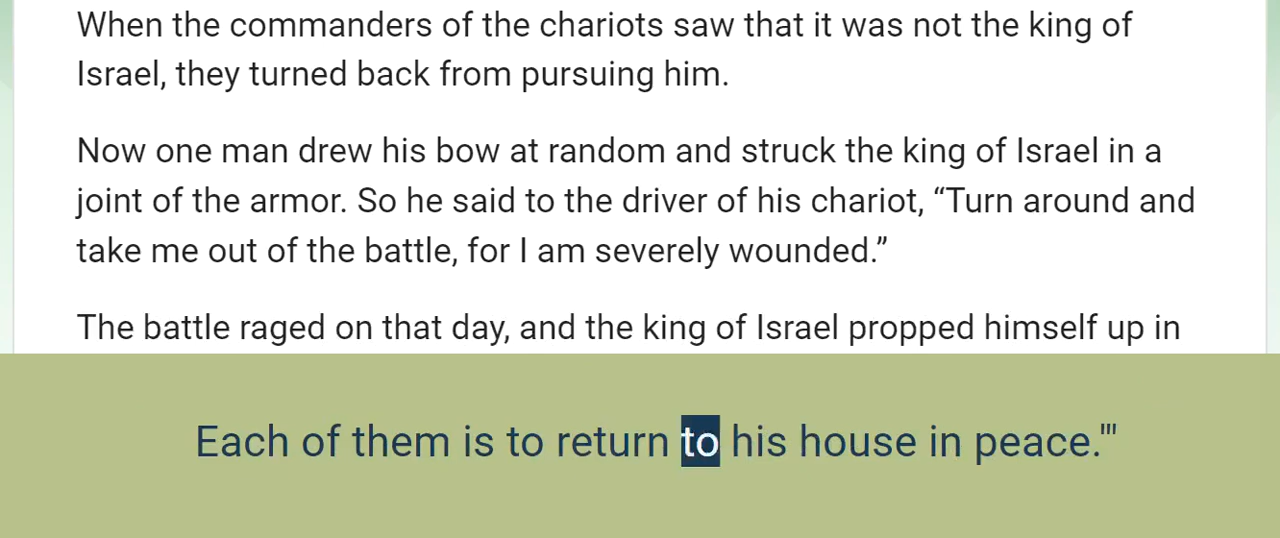 When the commanders of the chariots saw that it was not the king of
Israel, they turned back from pursuing him.
Now one man drew his bow at random and struck the king of Israel in a
joint of the armor. So he said to the driver of his chariot, “Turn around and
take me out of the battle, for I am severely wounded.”
The battle raged on that day, and the king of Israel propped himself up in
Each of them is to return to his house in peace.'"